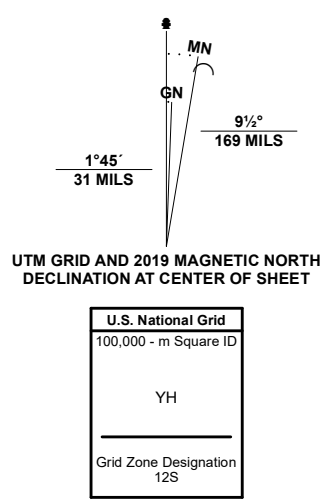 MN
GN
9½°
169 MILS
1°45´
31 MILS
UTM GRID AND 2019 MAGNETIC NORTH
DECLINATION AT CENTER OF SHEET
U.S. National Grid
100,000 - m Square ID
YH
Grid Zone Designation
12S